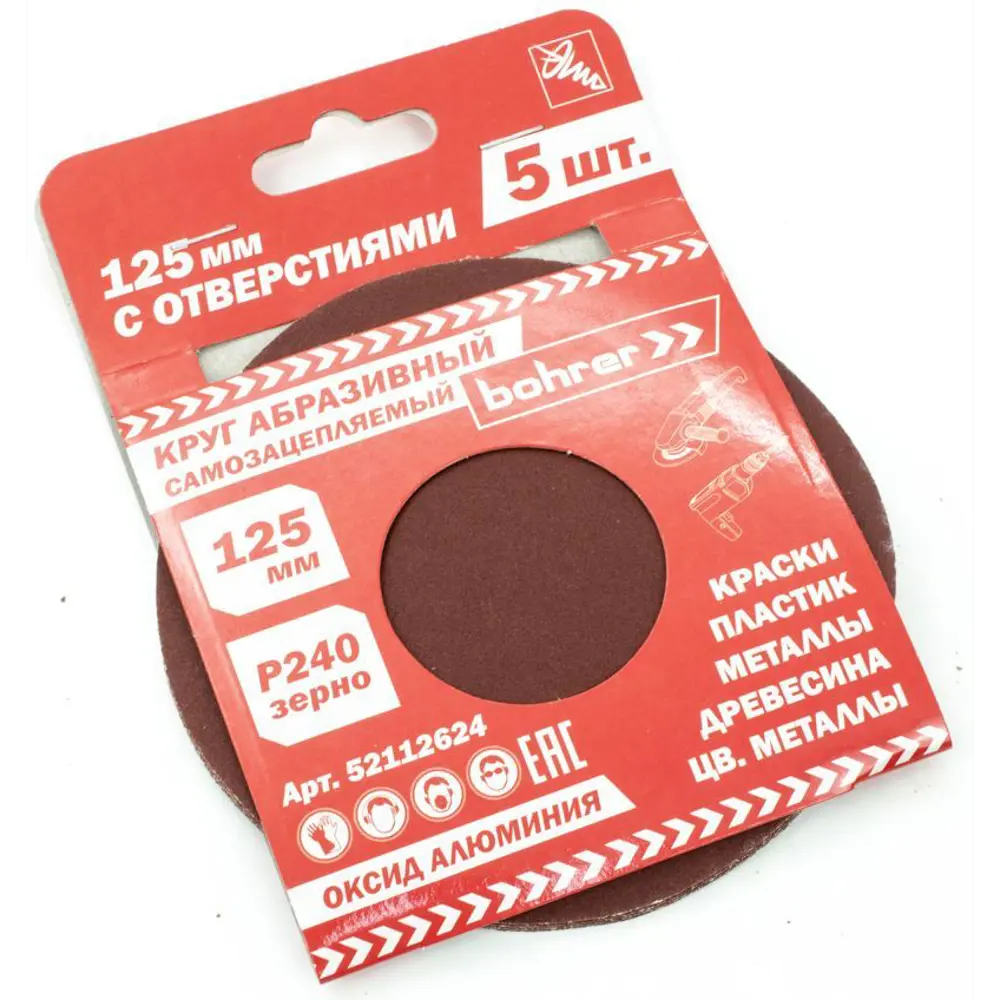 5 шт.
125 мм
С ОТВЕРСТИЯМИ
КРУГ АБРАЗИВНЫЙ
САМОЗАЦЕПЛЯЕМЫЙ
bohrer
125
мм
P240
зерно
КРАСКИ
ПЛАСТИК
МЕТАЛЛЫ
ДРЕВЕСИНА
ЦВ. МЕТАЛЛЫ
Арт. 52112624
EAC
ОКСИД АЛЮМИНИЯ